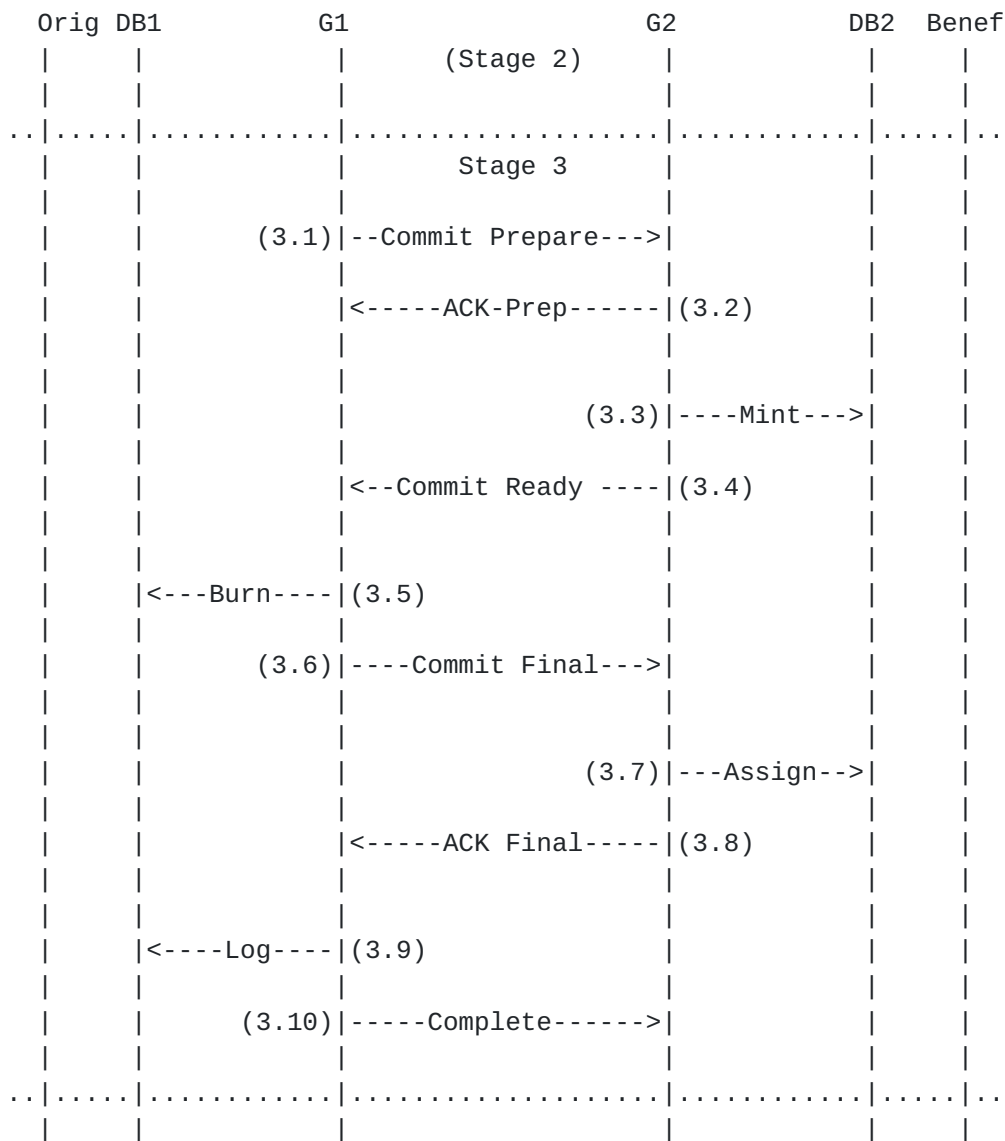 Orig DB1 G1 G2 DB2 Benef
(Stage 2)
Stage 3
(3.1)|--Commit Prepare--->|
|<-----ACK-Prep------|(3.2)
(3.3)|----Mint--->|
|<--Commit Ready ----|(3.4)
|<---Burn----|(3.5)
(3.6)|----Commit Final--->|
(3.7)|---Assign-->|
|<-----ACK Final-----|(3.8)
|<----Log----|(3.9)
(3.10)|-----Complete------>|